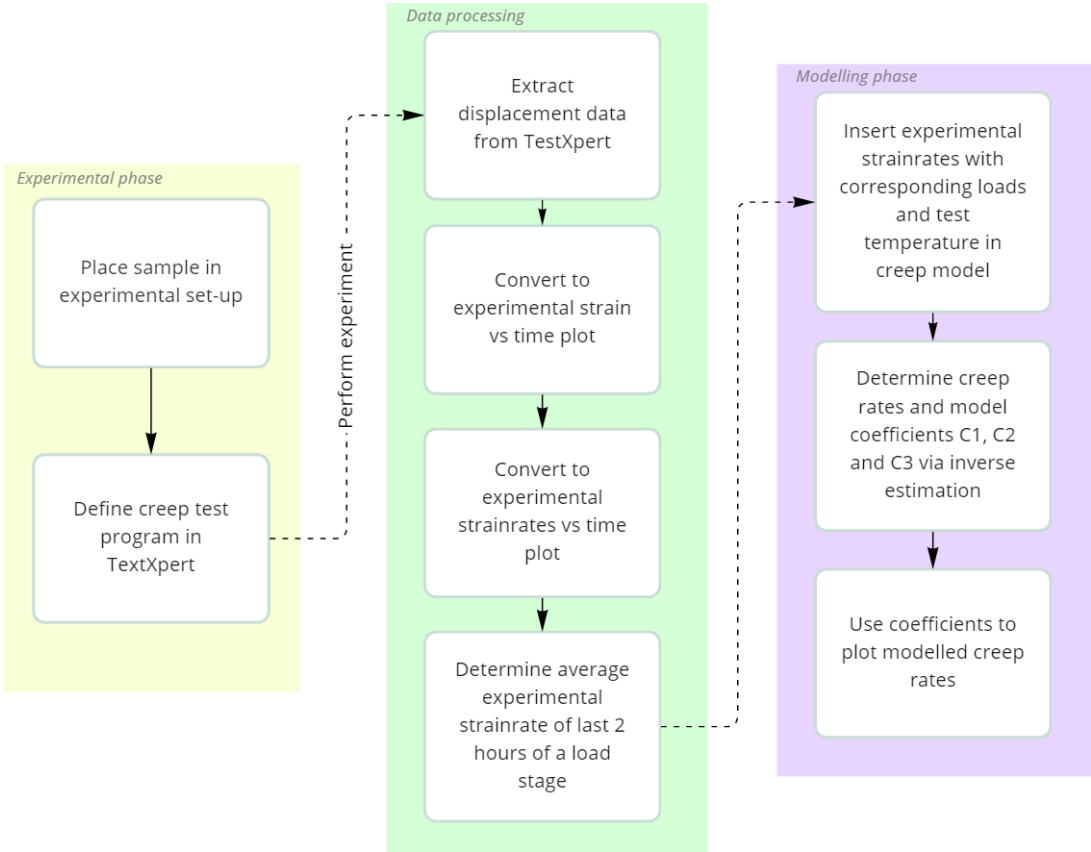 Experimental phase
Place sample in
experimental set-up
Define creep test
program in
TextXpert
Perform experiment
Data processing
Extract
displacement data
from TestXpert
Convert to
experimental strain
vs time plot
Convert to
experimental
strainrates vs time
plot
Determine average
experimental
strainrate of last 2
hours of a load
stage
Modelling phase
Insert experimental
strainrates with
corresponding loads
and test
temperature in
creep model
Determine creep
rates and model
coefficients C1, C2
and C3 via inverse
estimation
Use coefficients to
plot modelled creep
rates